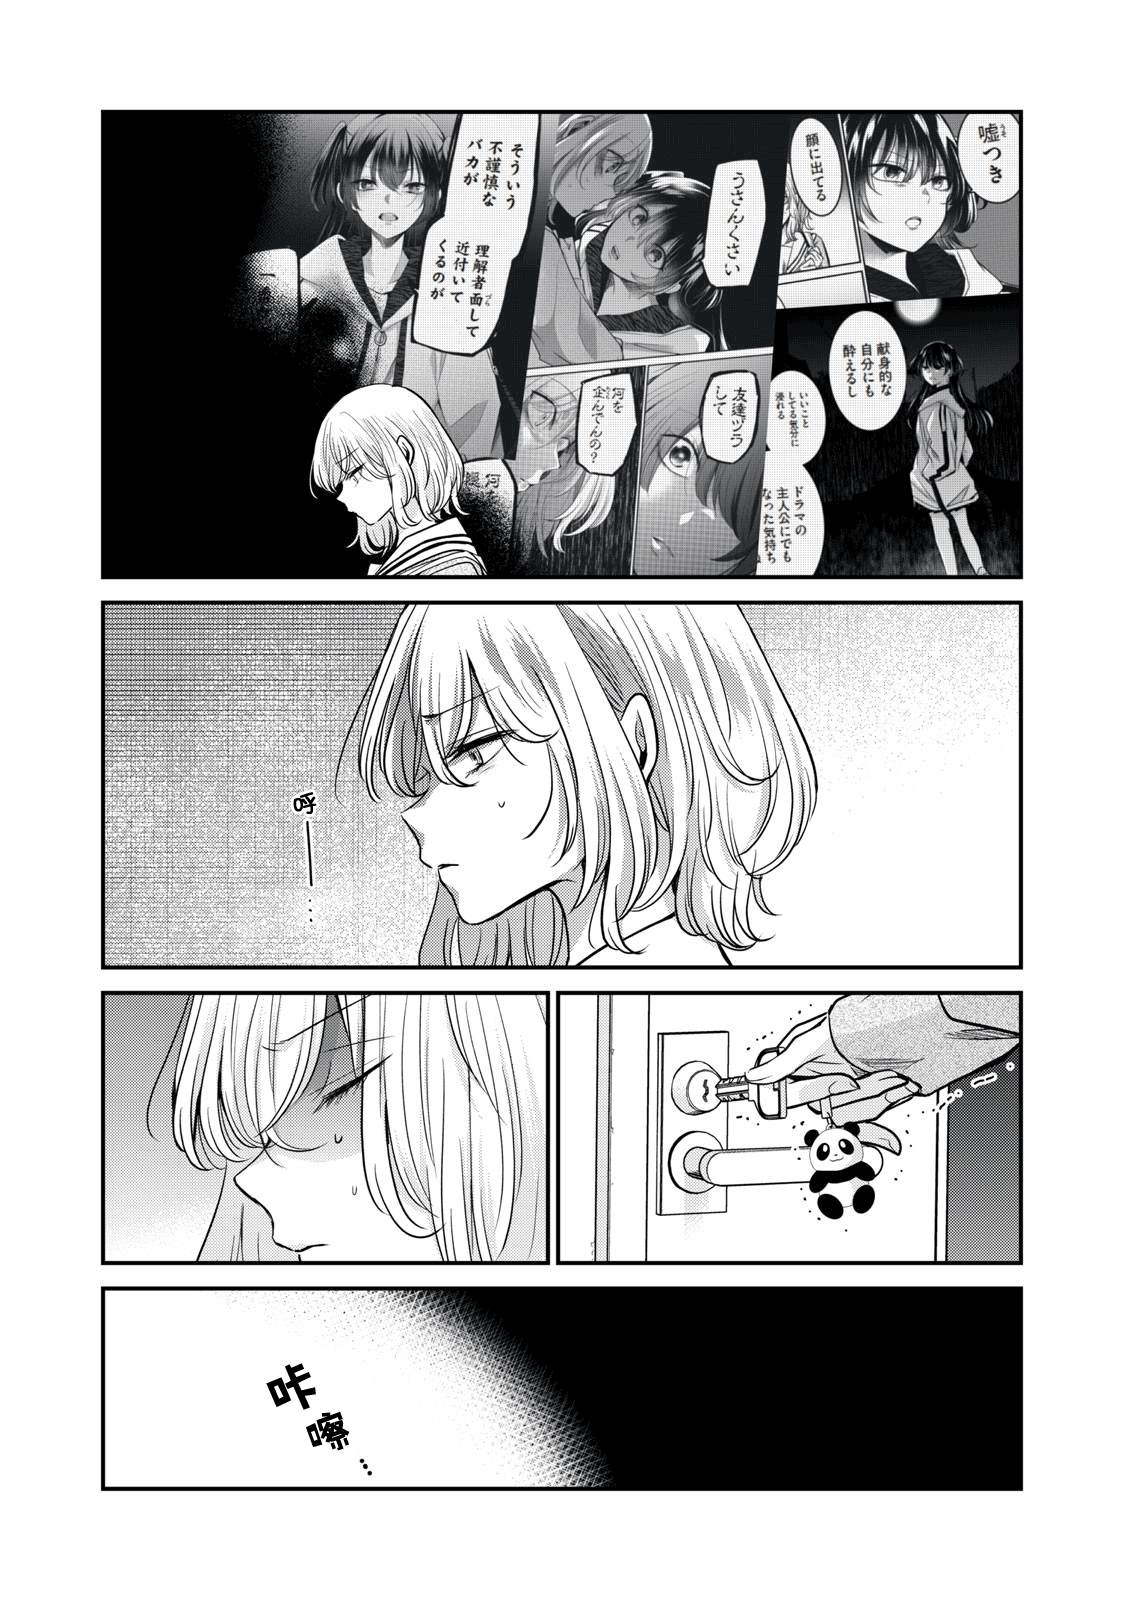 嘘つき
うそ
顔に出てる
うさんくさい
そういう
不謹慎な
バカが
理解者面して
づら
近付いて
くるのが
献身的な
自分にも
酔えるし
いいこと
してる気分に
浸れる
ドラマの
主人公にでも
なった気持ち
友達ヅラ
して
何を
企んでんの？
何
呼——…
咔嚓…